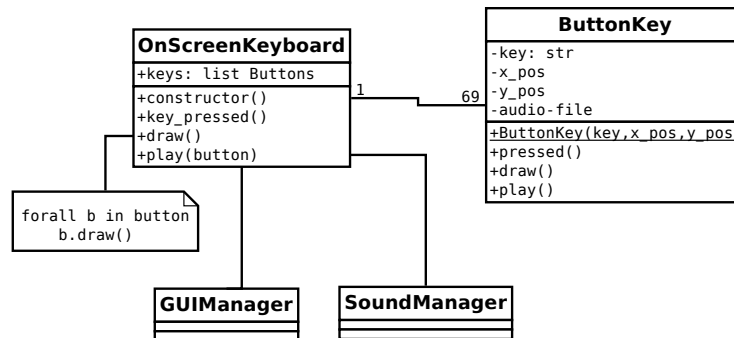 OnScreenKeyboard
+keys: list Buttons
+constructor()
+key_pressed()
+draw()
+play(button)
1
69
ButtonKey
-key: str
-x_pos
-y_pos
-audio-file
+ButtonKey(key,x_pos,y_pos
+pressed()
+draw()
+play()
forall b in button
b.draw()
GUIManager
SoundManager